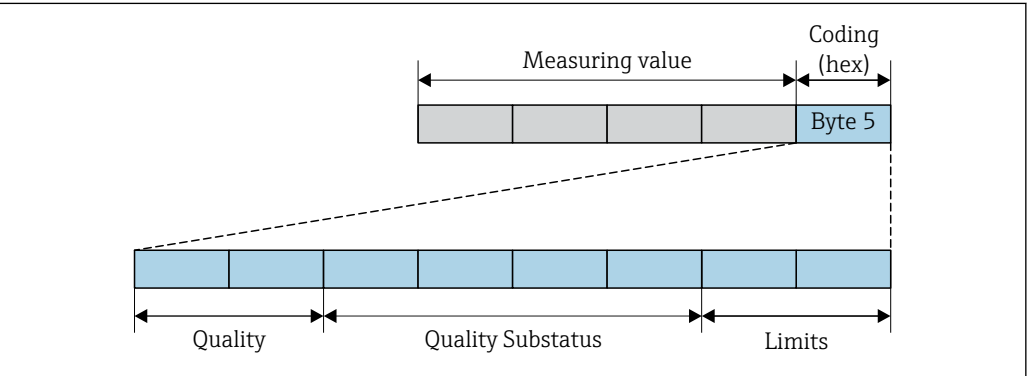 Coding
Measuring value
(hex)
Byte 5
Quality
Quality Substatus
Limits